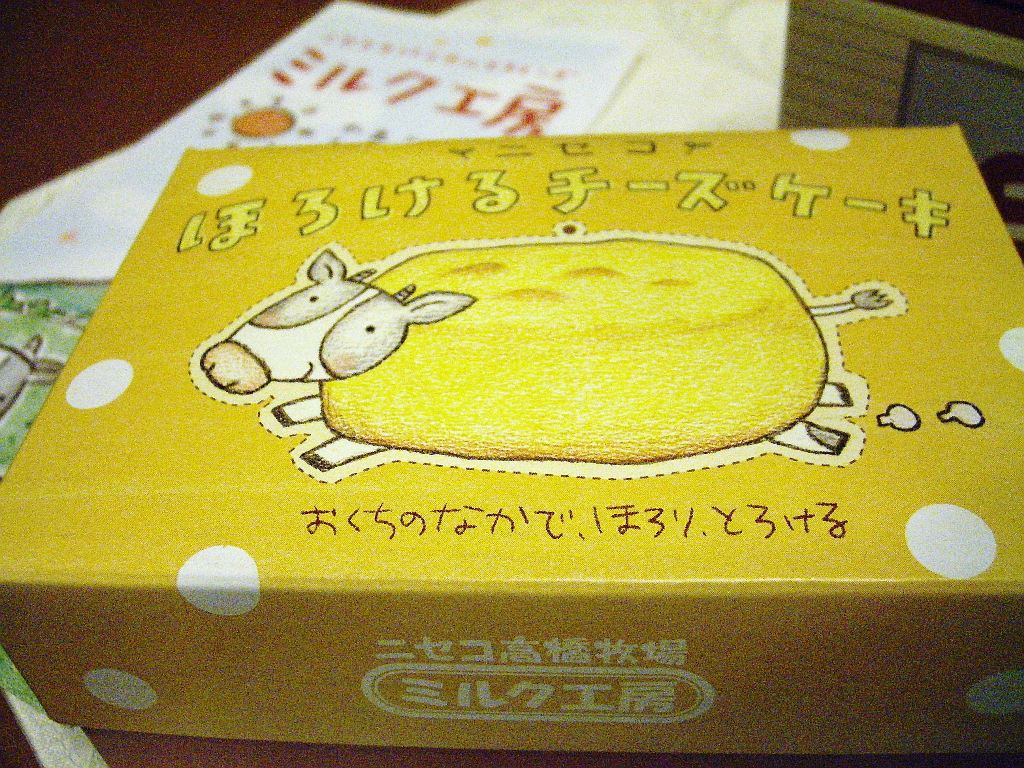 ミルク工房
ニセコ
ほろけるチーズケーキ
おくちのなかで、ほろり、とろける
ニセコ高橋牧場
ミルク工房